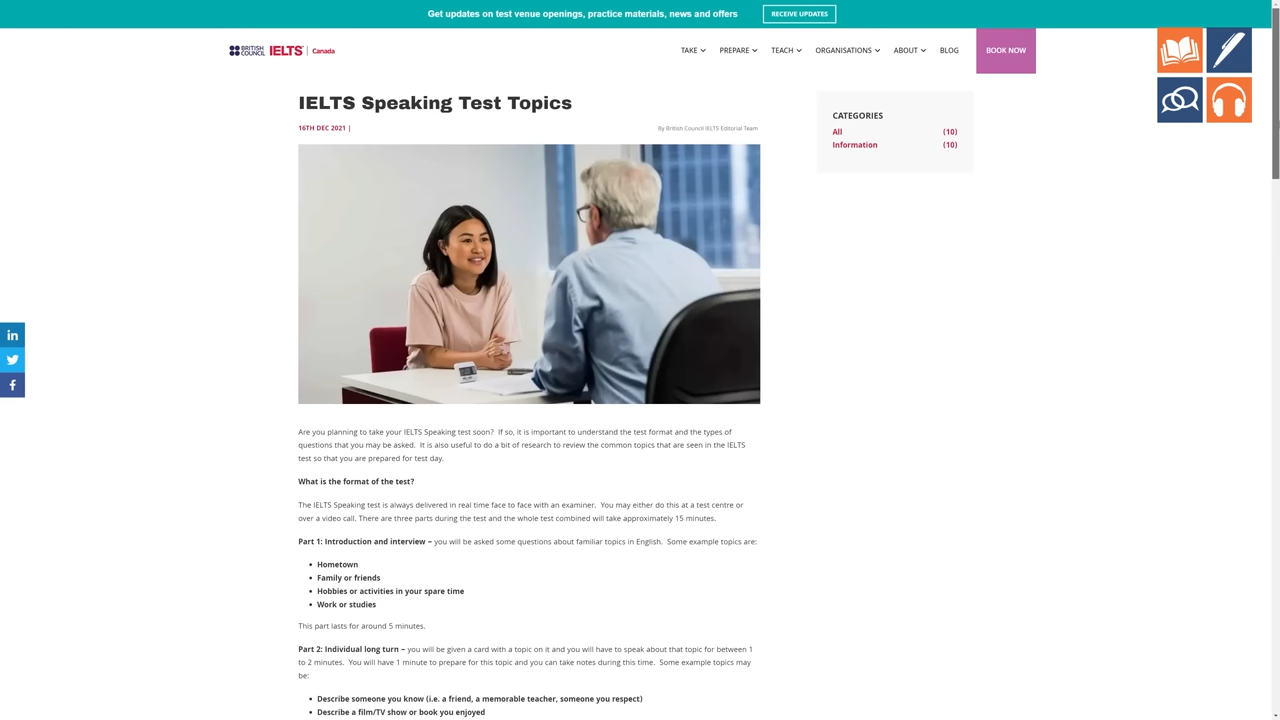 Get updates on test venue openings, practice materials, news and offers
RECEIVE UPDATES
BRITISH COUNCIL IELTS Canada
TAKE PREPARE TEACH ORGANISATIONS ABOUT BLOG BOOK NOW
IELTS Speaking Test Topics
16TH DEC 2021 |
By British Council IELTS Editorial Team
CATEGORIES
All (10)
Information (10)
in
f
Are you planning to take your IELTS Speaking test soon?  If so, it is important to understand the test format and the types of
questions that you may be asked.  It is also useful to do a bit of research to review the common topics that are seen in the IELTS
test so that you are prepared for test day.
What is the format of the test?
The IELTS Speaking test is always delivered in real time face to face with an examiner.  You may either do this at a test centre or
over a video call. There are three parts during the test and the whole test combined will take approximately 15 minutes.
Part 1: Introduction and interview – you will be asked some questions about familiar topics in English.  Some example topics are:
• Hometown
• Family or friends
• Hobbies or activities in your spare time
• Work or studies
This part lasts for around 5 minutes.
Part 2: Individual long turn – you will be given a card with a topic on it and you will have to speak about that topic for between 1
to 2 minutes.  You will have 1 minute to prepare for this topic and you can take notes during this time.  Some example topics may
be:
• Describe someone you know (i.e. a friend, a memorable teacher, someone you respect)
• Describe a film/TV show or book you enjoyed